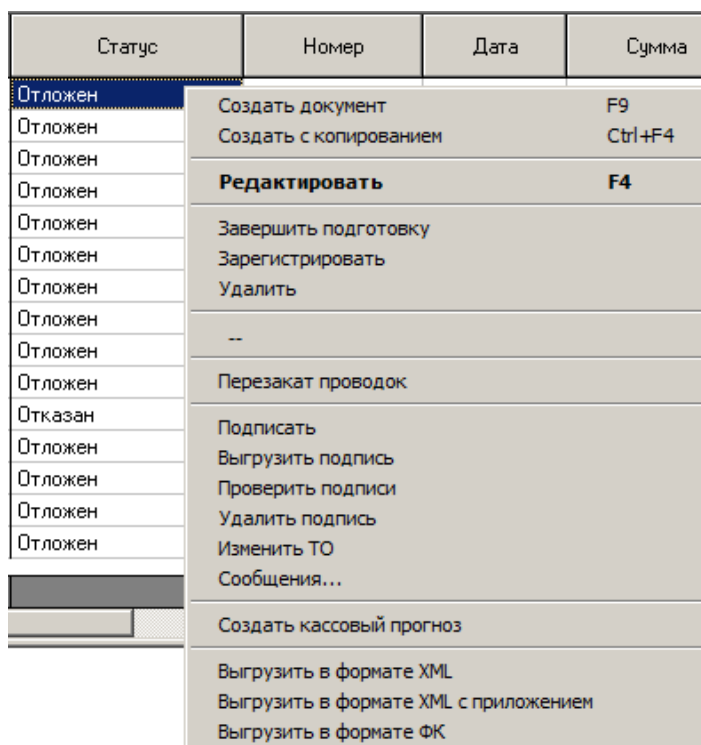 Статус Номер Дата Сумма
Отложен
Создать документ F9
Отложен
Создать с копированием Ctrl+F4
Отложен
Редактировать F4
Отложен
Отложен
Завершить подготовку
Отложен
Зарегистрировать
Отложен
Удалить
Отложен
--
Отложен
Отложен
Перезакат проводок
Отказан
Подписать
Отложен
Выгрузить подпись
Отложен
Проверить подписи
Отложен
Удалить подпись
Отложен
Изменить ТО
Сообщения...
Создать кассовый прогноз
Выгрузить в формате XML
Выгрузить в формате XML с приложением
Выгрузить в формате ФК